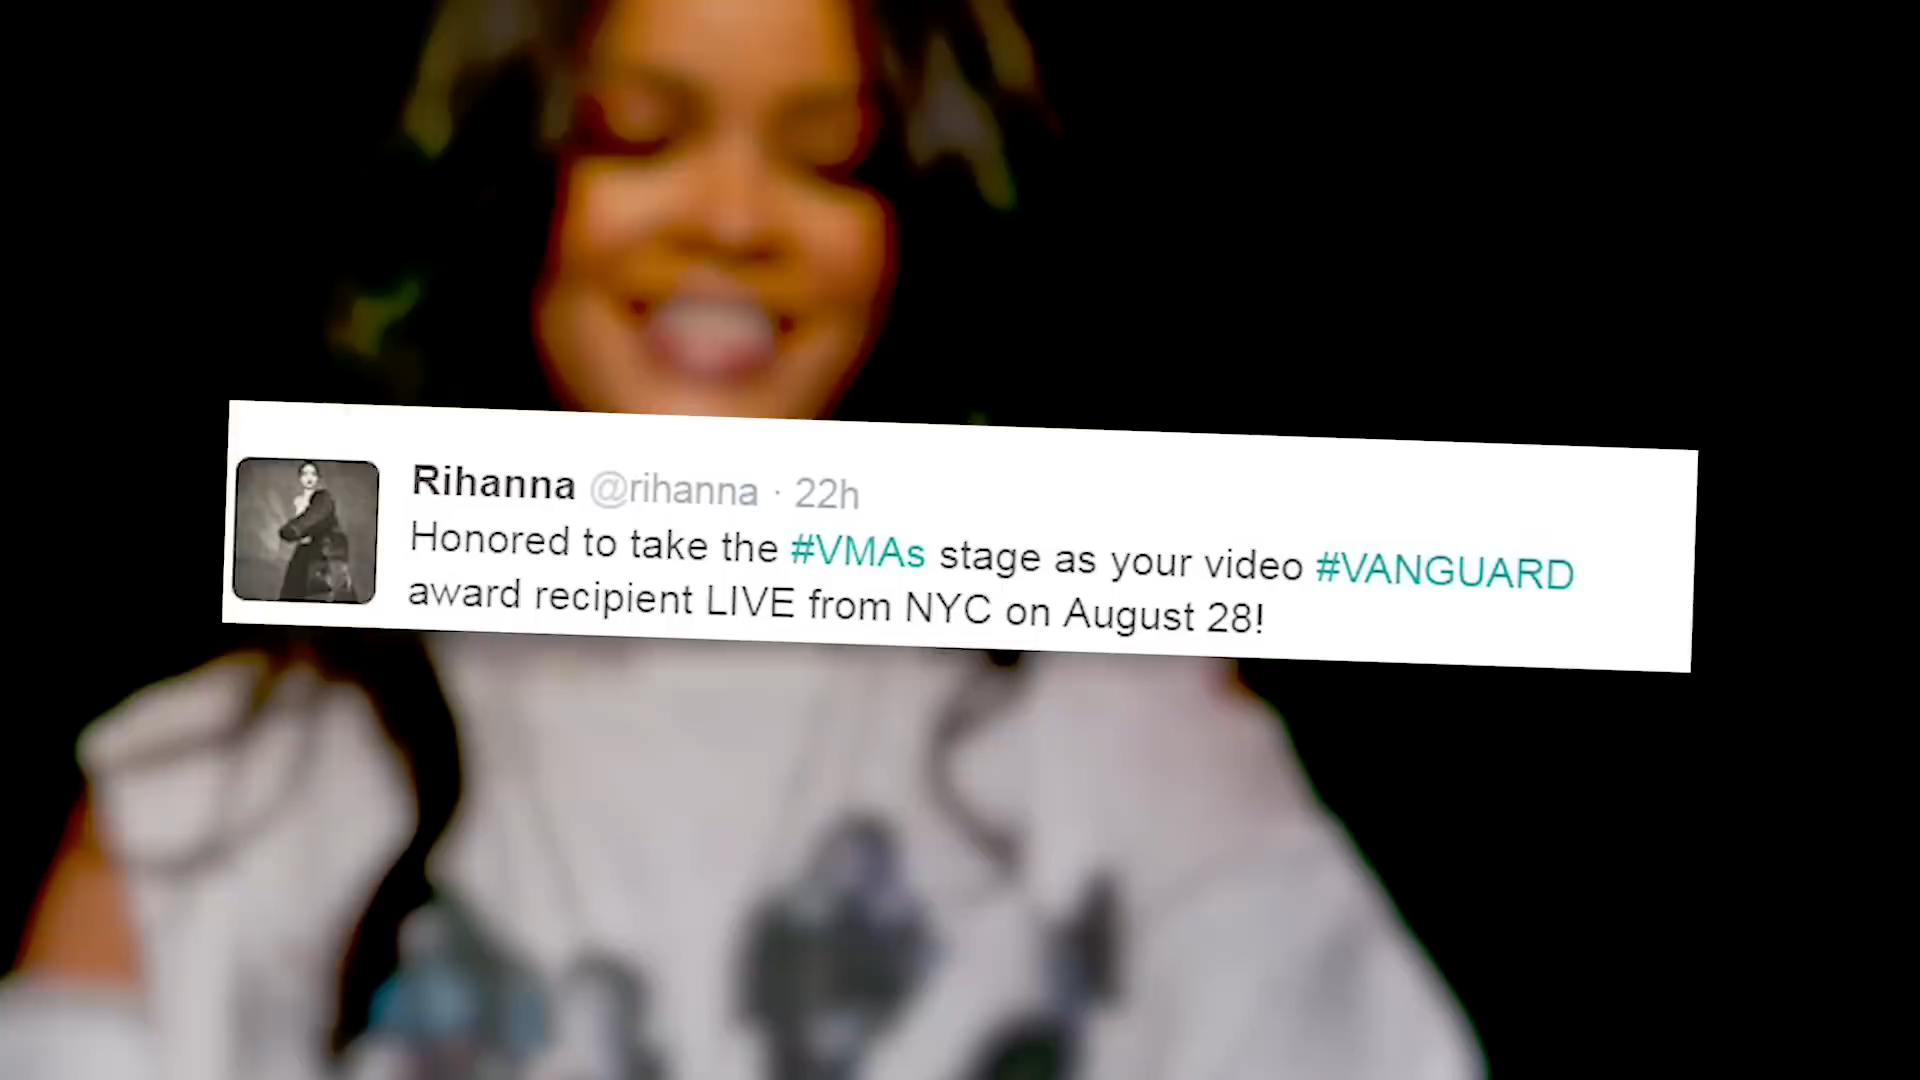 Rihanna @rihanna · 22h
Honored to take the #VMAs stage as your video #VANGUARD
award recipient LIVE from NYC on August 28!